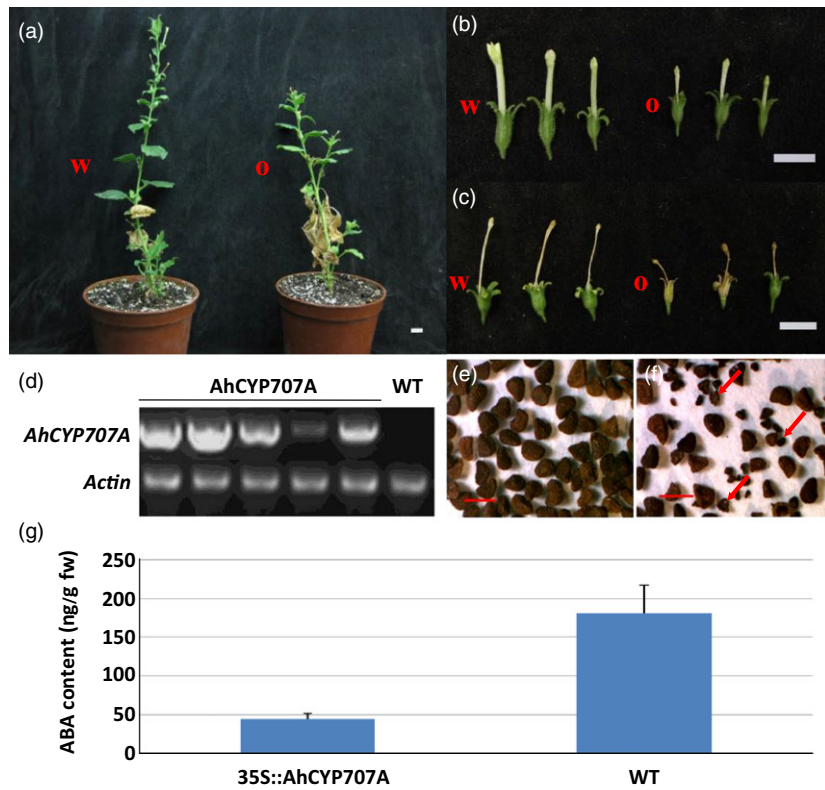 (a)
W
O
(b)
W
O
(c)
W
O
(d)
AhCYP707A WT
AhCYP707A
Actin
(e)
(f)
(g)
250
200
150
100
50
0
ABA content (ng/g fw)
35S::AhCYP707A WT